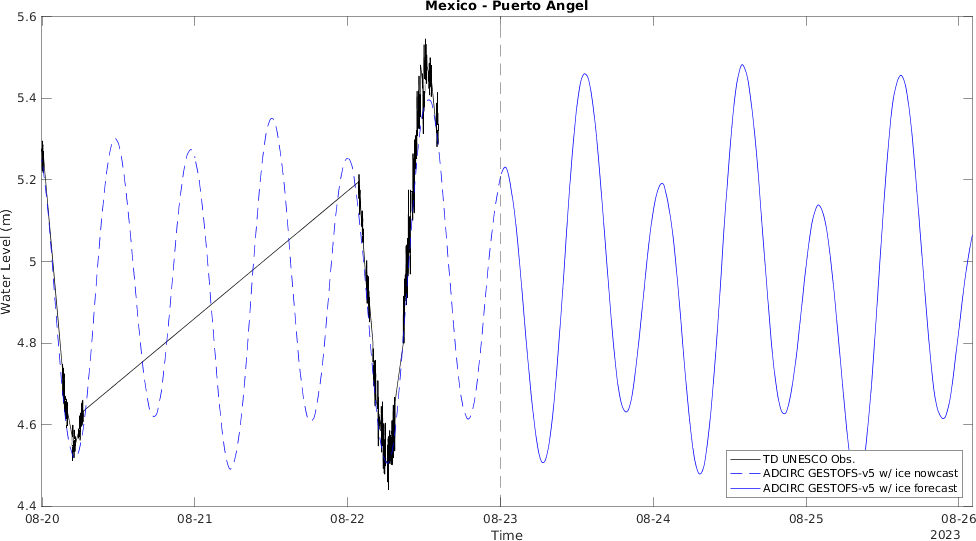 Mexico - Puerto Angel
Water Level (m)
5.6
5.4
5.2
5
4.8
4.6
4.4
08-20
08-21
08-22
08-23
08-24
08-25
08-26
Time
2023
TD UNESCO Obs.
ADCIRC GESTOFS-v5 w/ ice nowcast
ADCIRC GESTOFS-v5 w/ ice forecast